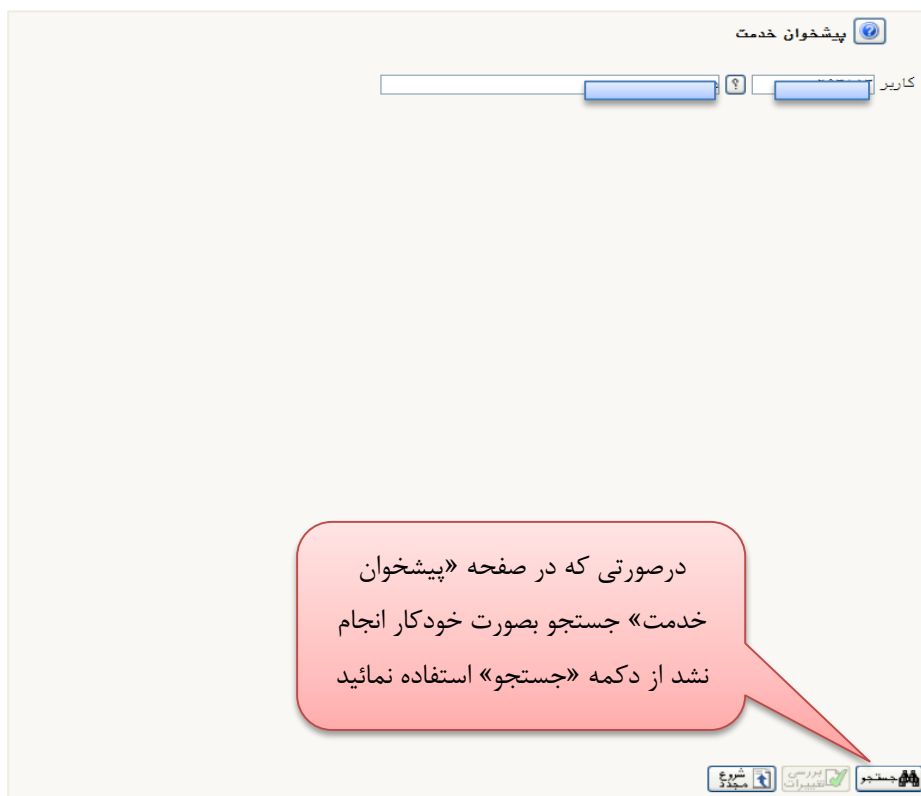 پیشخوان خدمت
کاربر
؟
درصورتی که در صفحه «پیشخوان
خدمت» جستجو بصورت خودکار انجام
نشد از دکمه «جستجو» استفاده نمائید
جستجو
بررسی تغییرات
شروع مجدد